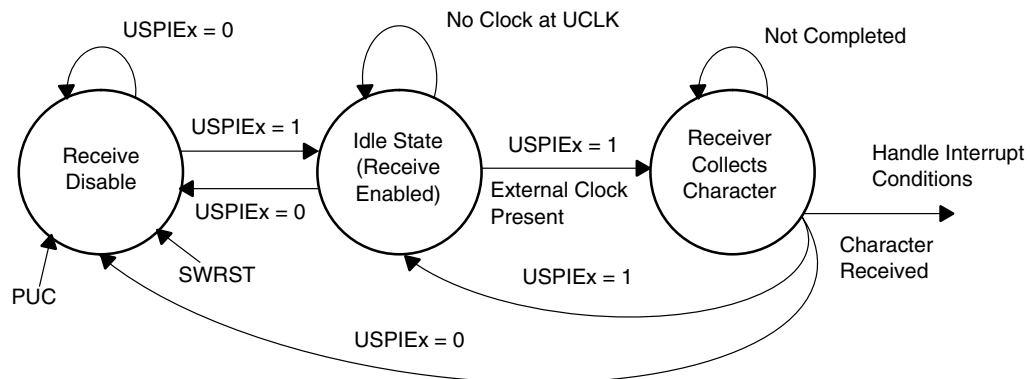 USPIEx = 0
No Clock at UCLK
Not Completed
USPIEx = 1
Receive
Disable
Idle State
(Receive
Enabled)
USPIEx = 1
Receiver
Collects
Character
Handle Interrupt
Conditions
USPIEx = 0
External Clock
Present
Character
Received
PUC
SWRST
USPIEx = 1
USPIEx = 0